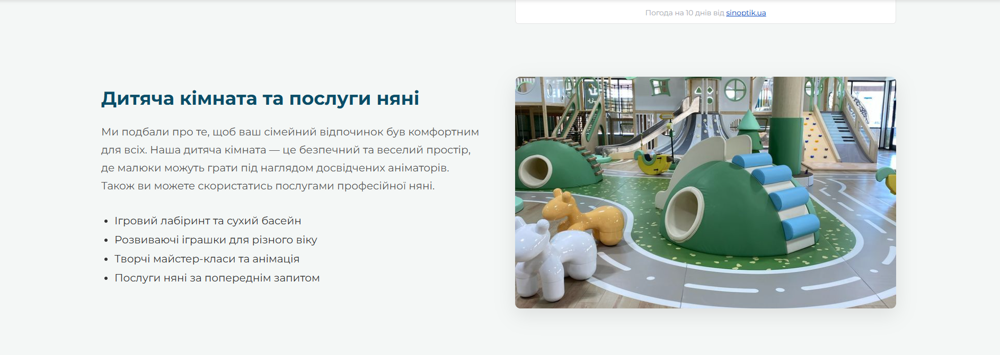 Погода на 10 днів від sinoptik.ua
Дитяча кімната та послуги няні
Ми подбали про те, щоб ваш сімейний відпочинок був комфортним
для всіх. Наша дитяча кімната — це безпечний та веселий простір,
де малюки можуть грати під наглядом досвідчених аніматорів.
Також ви можете скористатись послугами професійної няні.
• Ігровий лабіринт та сухий басейн
• Розвиваючі іграшки для різного віку
• Творчі майстер-класи та анімація
• Послуги няні за попереднім запитом